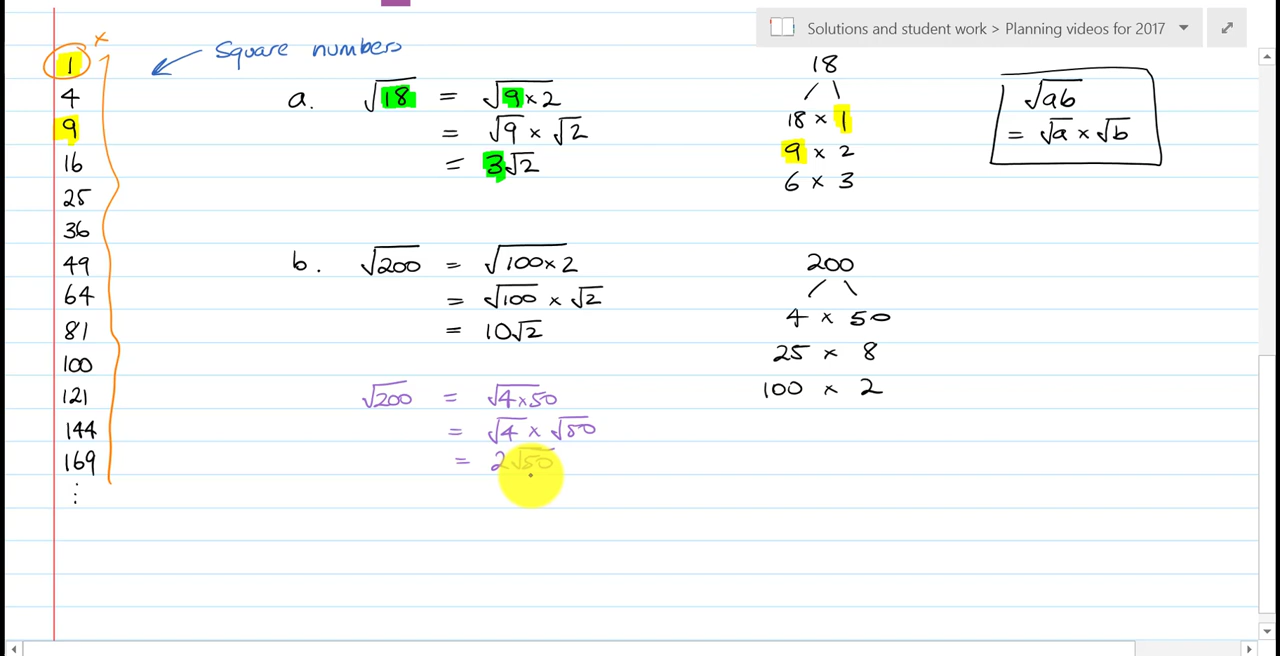 Solutions and student work > Planning videos for 2017
Square numbers
×
1
4
9
16
25
36
49
64
81
100
121
144
169
⋮
a. √18 = √9×2
= √9 × √2
= 3√2
18
18 × 1
9 × 2
6 × 3
√ab
= √a × √b
b. √200 = √100×2
= √100 × √2
= 10√2
200
4 × 50
25 × 8
100 × 2
√200 = √4×50
= √4 × √50
= 2√50